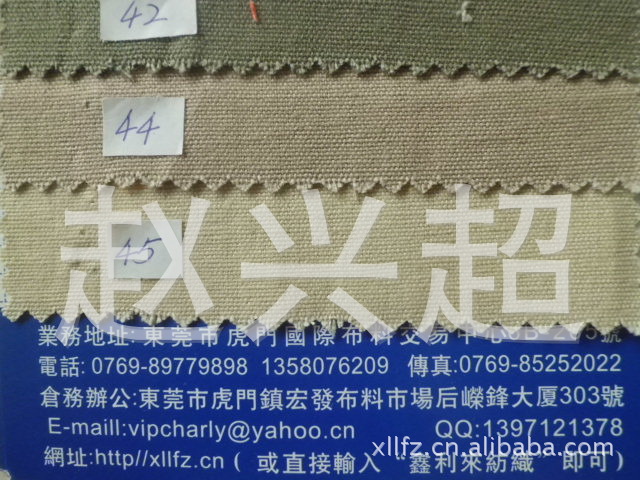 42
44
45
赵兴超
業務地址:東莞市虎門國際布料交易中心3B
電話: 0769-89779898 1358076209 傳真:0769-85252022
倉務辦公:東莞市虎門鎮宏發布料市場后嶸鋒大厦303號
E-maill:vipcharly@yahoo.cn QQ:1397121378
網址:http//xllfz.cn( 或直接輸入“鑫利來紡織”即可)
xllfz.cn.alibaba.com